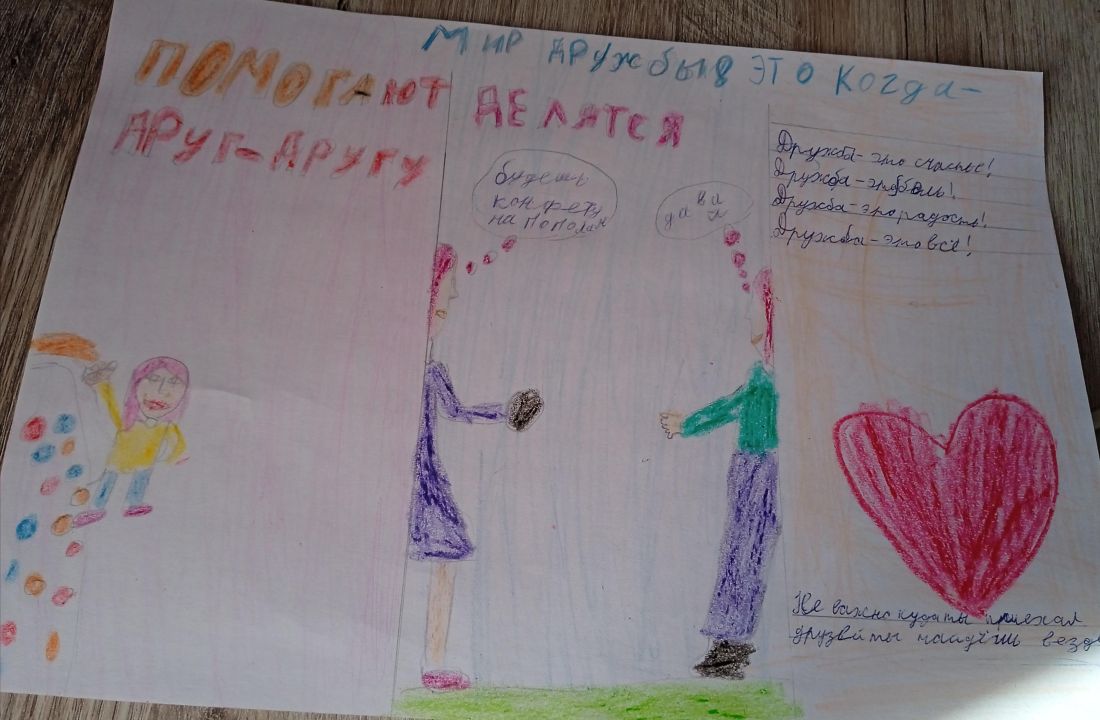 Мир дружбы в это когда-
ПОМОГАЮТ
ДРУГ-ДРУГУ
ДЕЛЯТСЯ
будешь
конфету
на пополам
давай
Дружба-это счастье!
Дружба-это боль!
Дружба-это радость!
Дружба-это всё!
Не важно куда ты приехал
друзей ты найдёшь везде